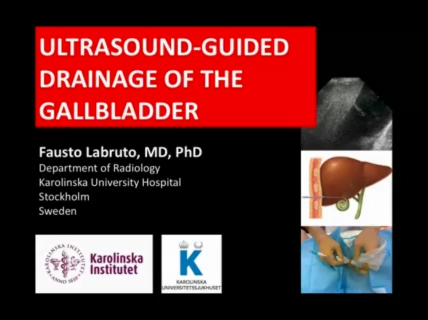 ULTRASOUND-GUIDED
DRAINAGE OF THE
GALLBLADDER
Fausto Labruto, MD, PhD
Department of Radiology
Karolinska University Hospital
Stockholm
Sweden
Karolinska
Institutet
KAROLINSKA
UNIVERSITETSSJUKHUSET